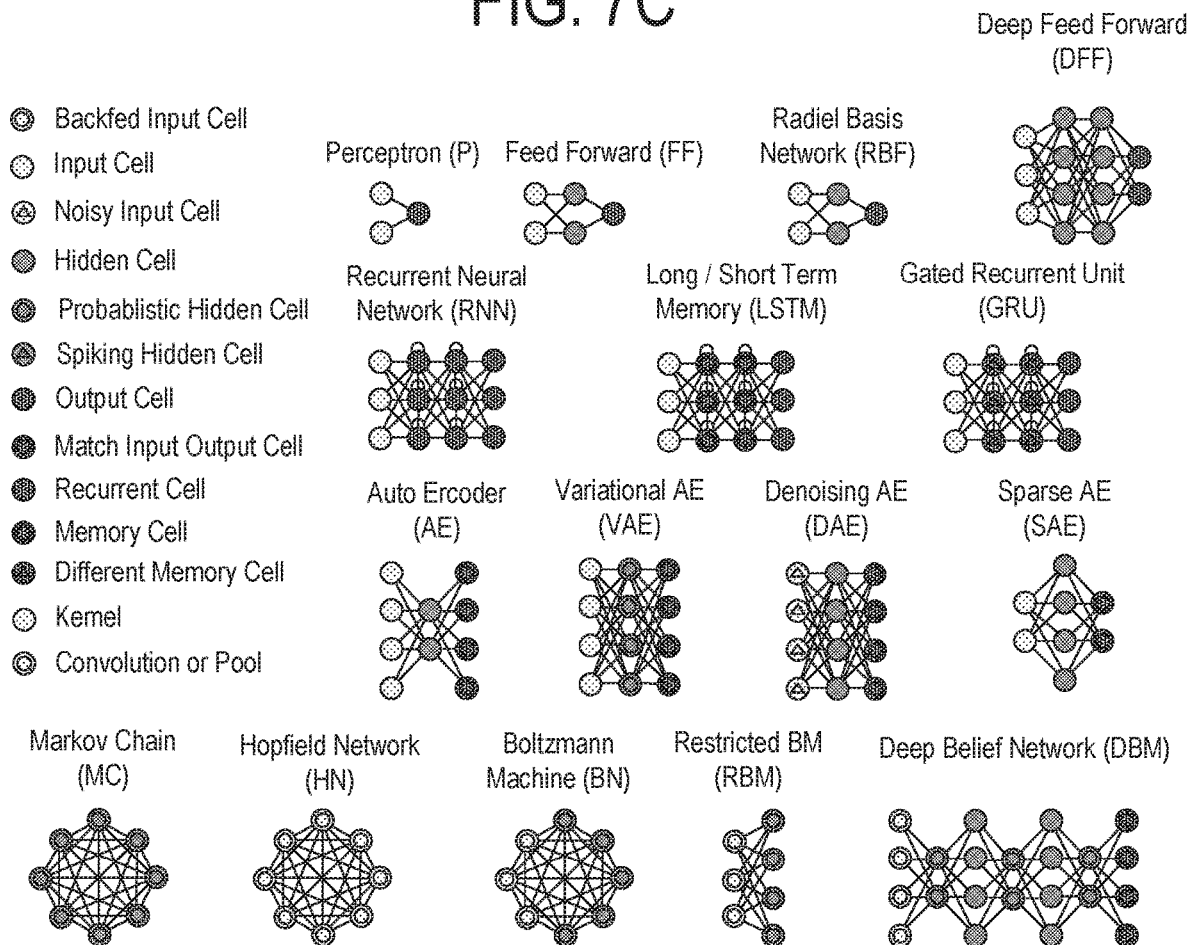 FIG. 7C
Deep Feed Forward
(DFF)
Backfed Input Cell
Input Cell
Noisy Input Cell
Hidden Cell
Probablistic Hidden Cell
Spiking Hidden Cell
Output Cell
Match Input Output Cell
Recurrent Cell
Memory Cell
Different Memory Cell
Kernel
Convolution or Pool
Perceptron (P)
Feed Forward (FF)
Radiel Basis
Network (RBF)
Recurrent Neural
Network (RNN)
Long / Short Term
Memory (LSTM)
Gated Recurrent Unit
(GRU)
Auto Ercoder
(AE)
Variational AE
(VAE)
Denoising AE
(DAE)
Sparse AE
(SAE)
Markov Chain
(MC)
Hopfield Network
(HN)
Boltzmann
Machine (BN)
Restricted BM
(RBM)
Deep Belief Network (DBM)